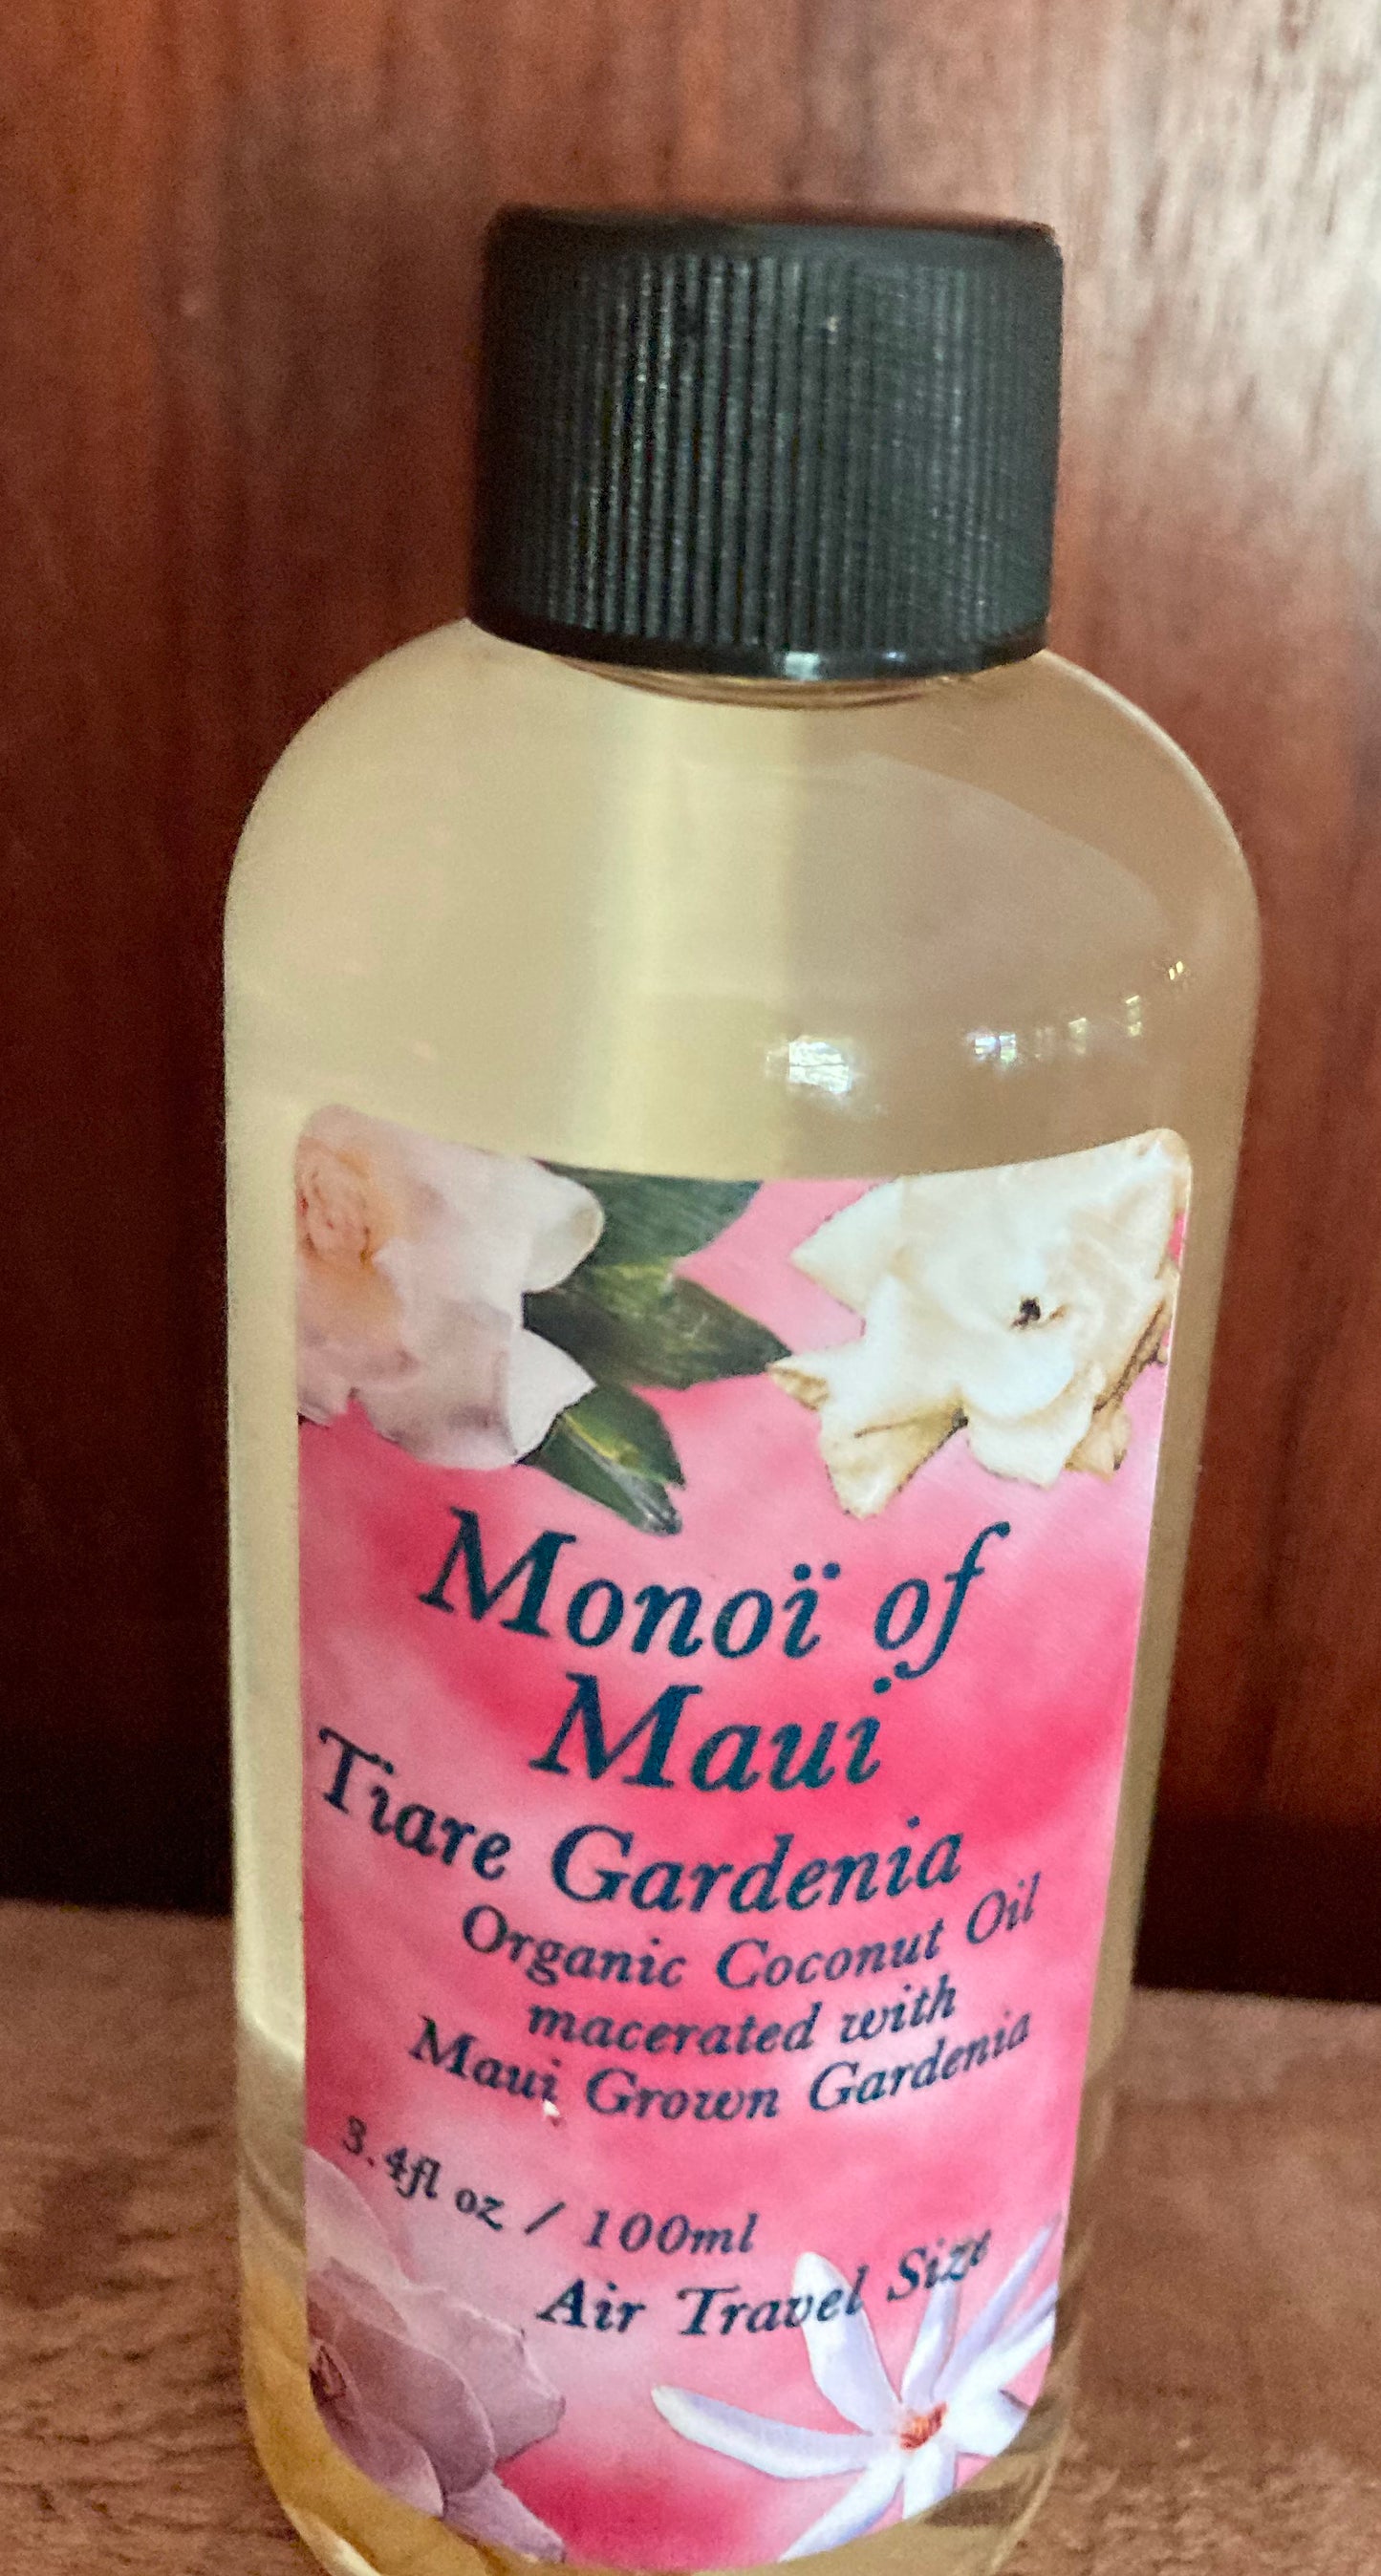 Monoï of
Maui
Tiare Gardenia
Organic Coconut Oil
macerated with
Maui Grown Gardenia
3.4fl oz / 100ml
Air Travel Size